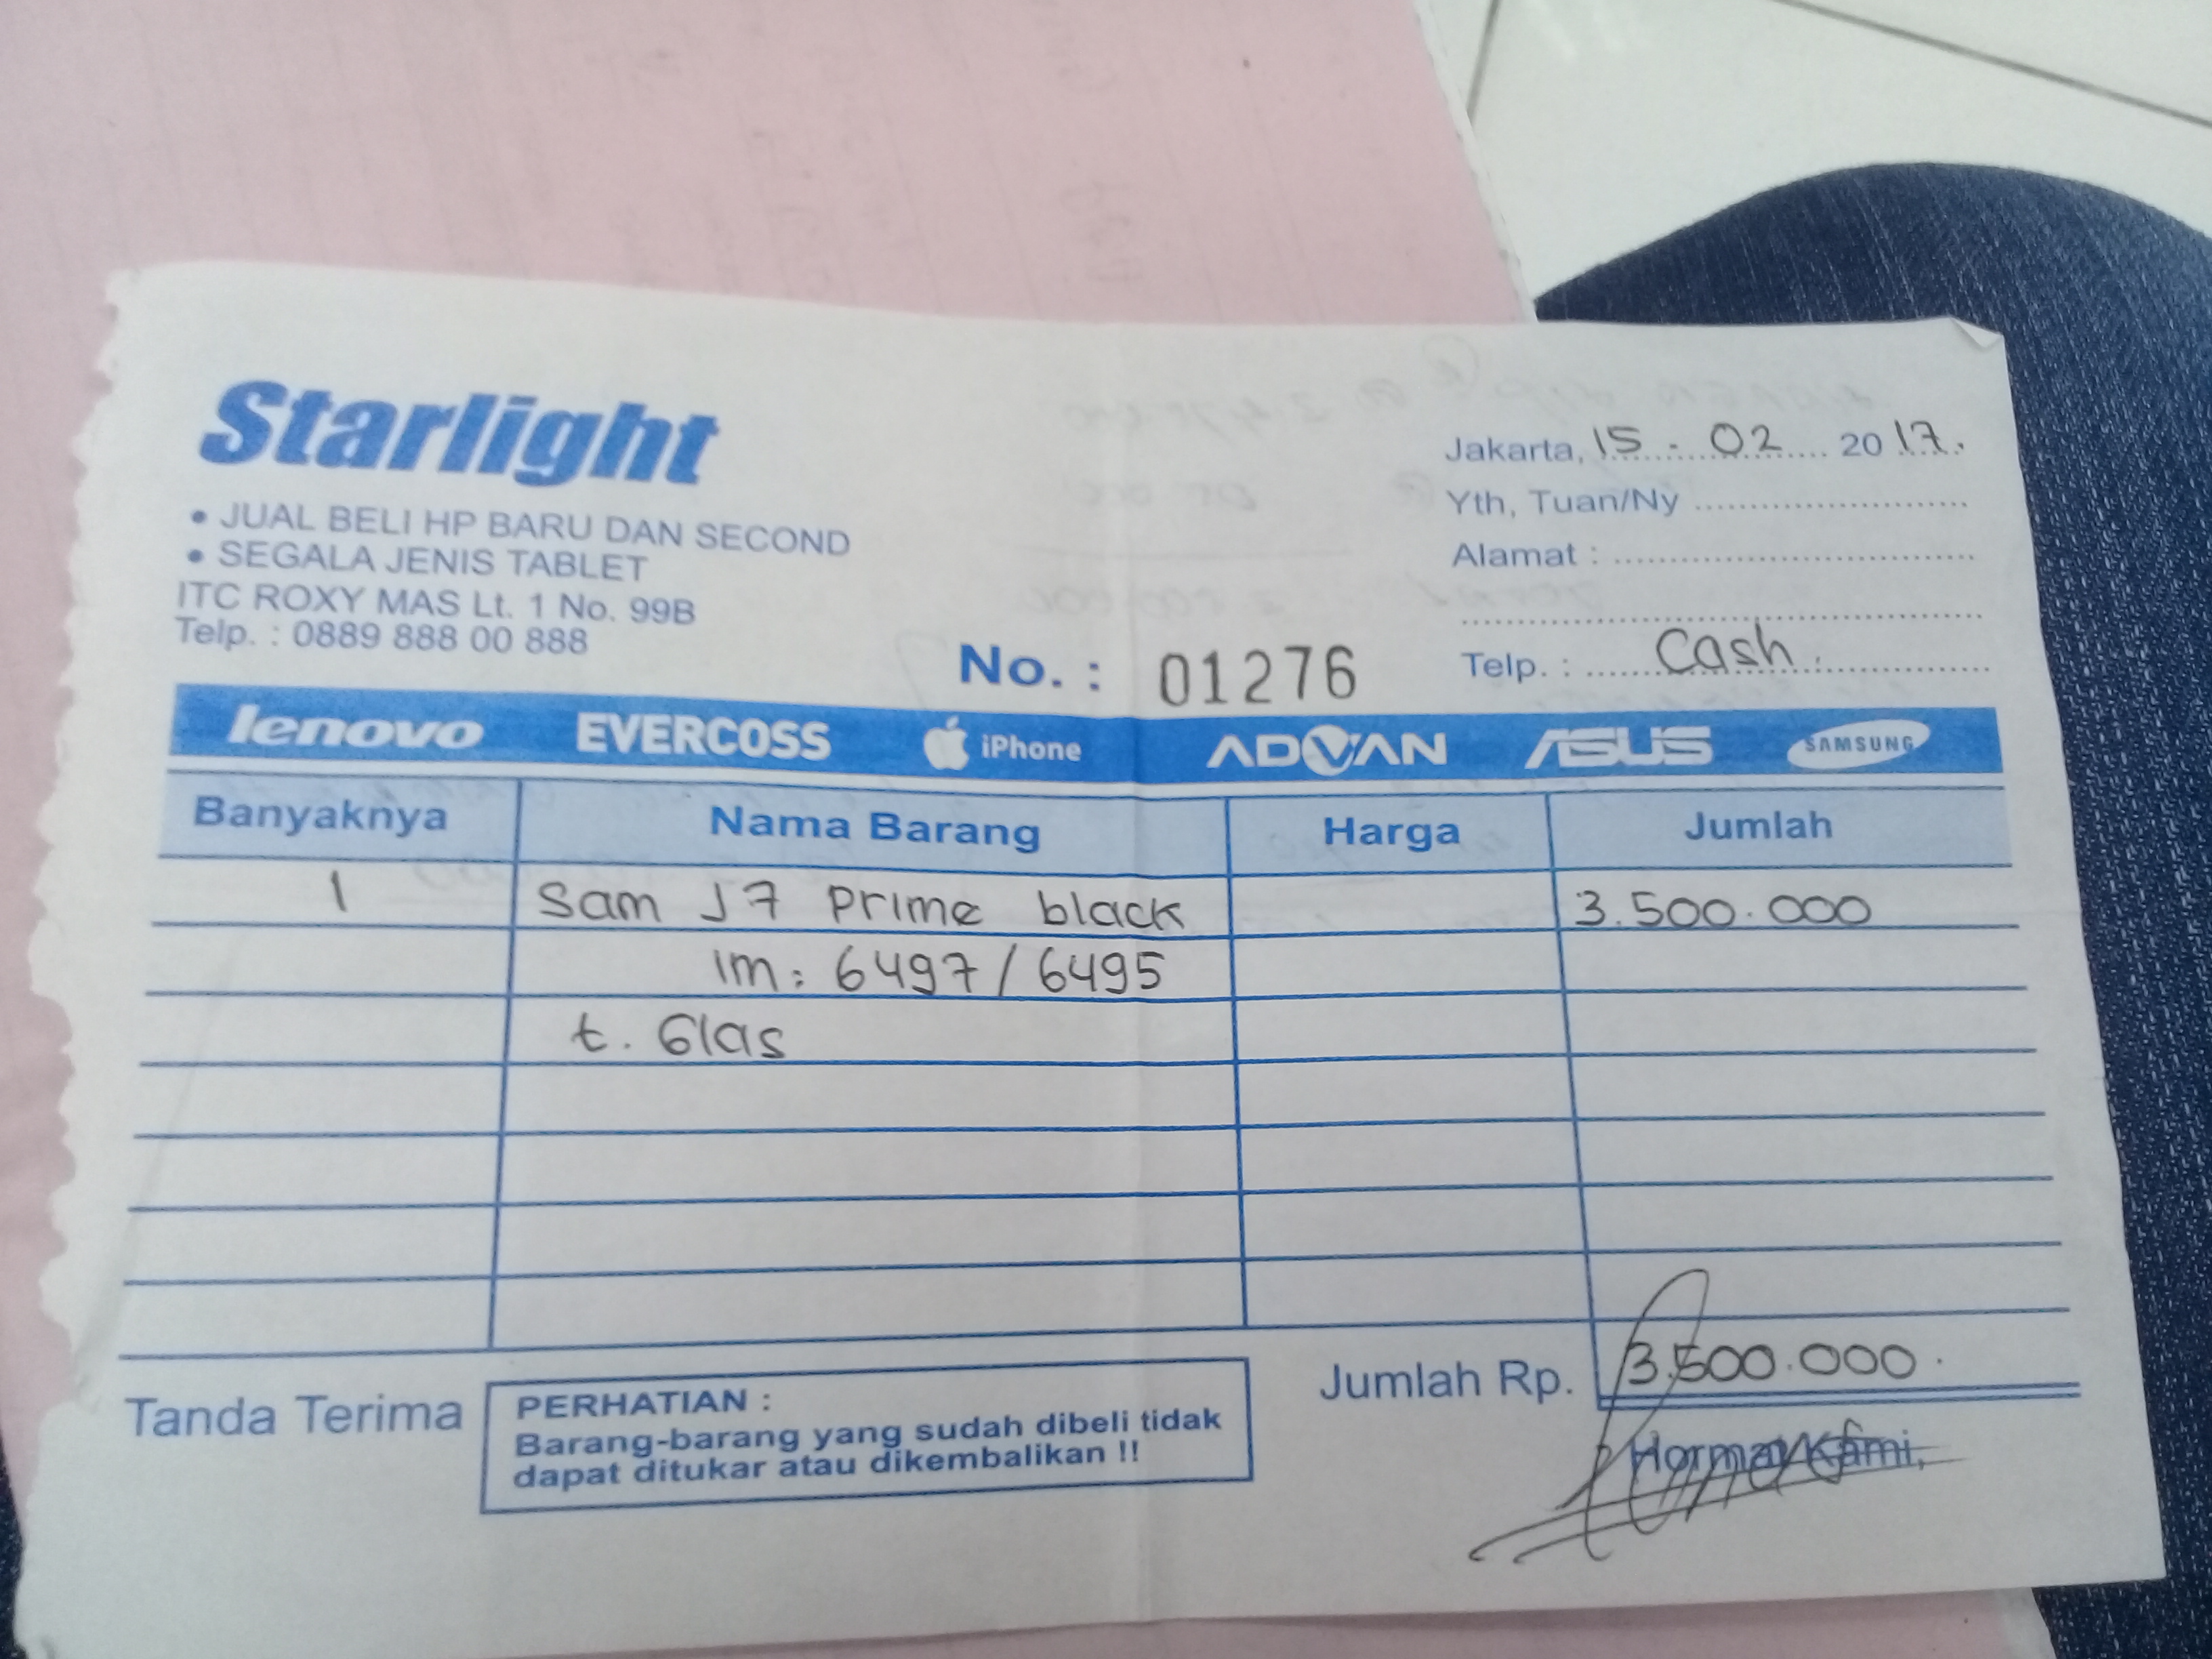 Starlight
• JUAL BELI HP BARU DAN SECOND
• SEGALA JENIS TABLET
ITC ROXY MAS Lt. 1 No. 99B
Telp. : 0889 888 00 888
Jakarta, 15 . 02 2017.
Yth, Tuan/Ny
Alamat :
No. : 01276
Telp. : Cash.
lenovo EVERCOSS iPhone ADVAN ASUS SAMSUNG
Banyaknya Nama Barang Harga Jumlah
1 Sam J7 Prime black 3.500.000
im : 6497 / 6495
t. Glas
Tanda Terima
PERHATIAN :
Barang-barang yang sudah dibeli tidak
dapat ditukar atau dikembalikan !!
Jumlah Rp. 3.500.000 .
Hormat Kami,